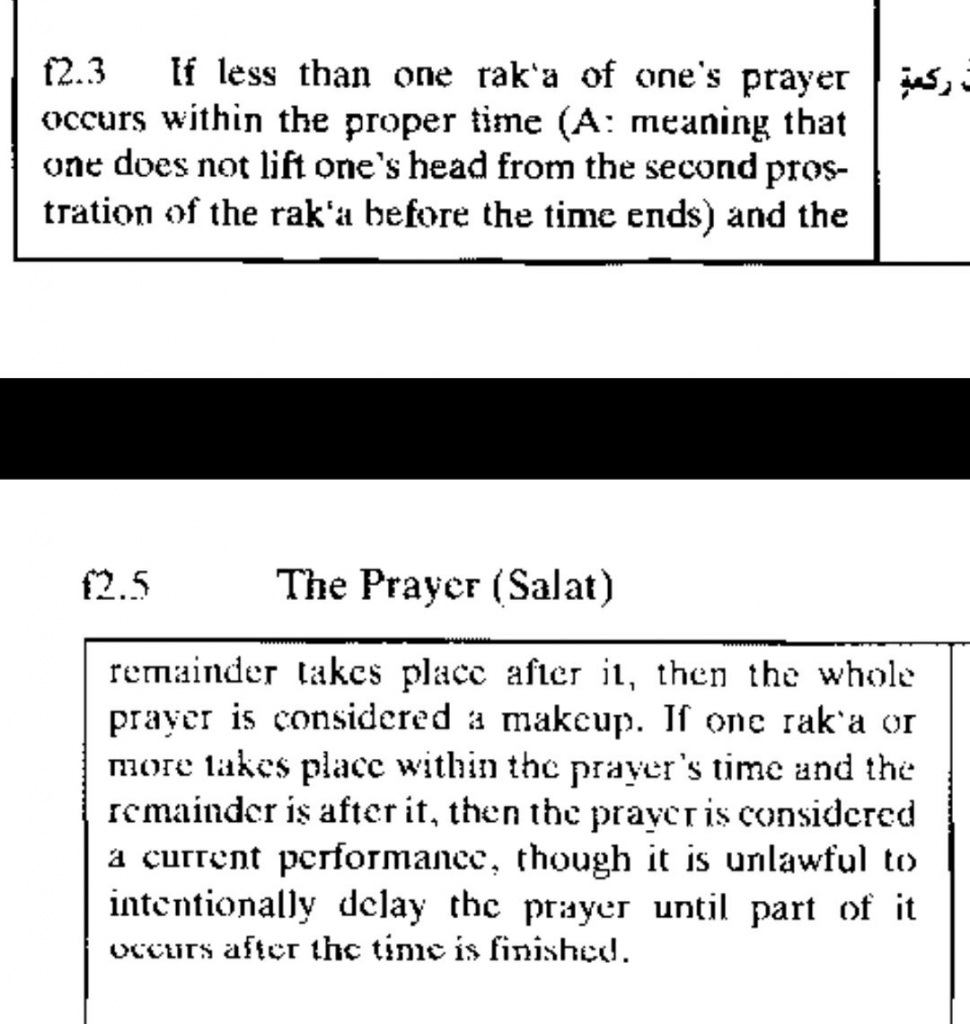 f2.3 If less than one rak‘a of one's prayer
occurs within the proper time (A: meaning that
one does not lift one's head from the second pros-
tration of the rak‘a before the time ends) and the
ركعةٍ
f2.5 The Prayer (Salat)
remainder takes place after it, then the whole
prayer is considered a makeup. If one rak‘a or
more takes place within the prayer's time and the
remainder is after it, then the prayer is considered
a current performance, though it is unlawful to
intentionally delay the prayer until part of it
occurs after the time is finished.